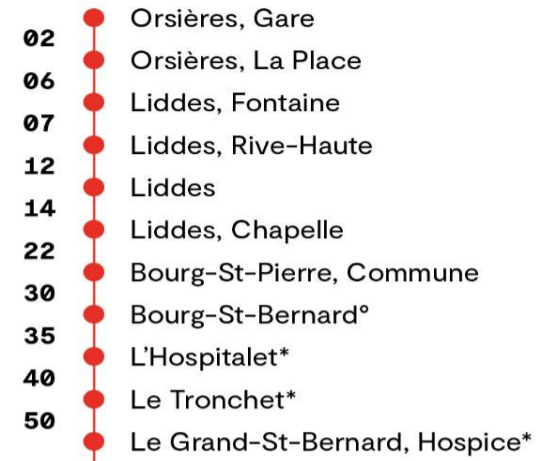 Orsières, Gare
02
Orsières, La Place
06
Liddes, Fontaine
07
Liddes, Rive-Haute
12
Liddes
14
Liddes, Chapelle
22
Bourg-St-Pierre, Commune
30
Bourg-St-Bernard°
35
L'Hospitalet*
40
Le Tronchet*
50
Le Grand-St-Bernard, Hospice*